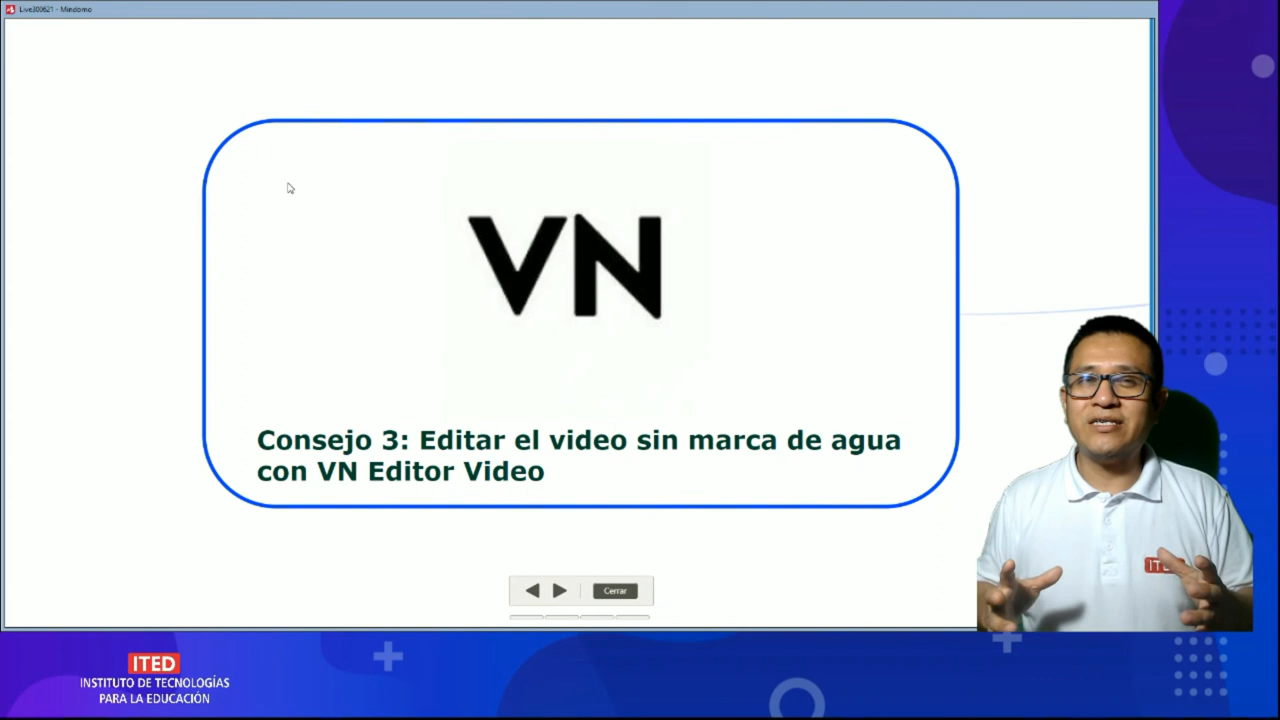 Live300621 - Mindomo
VN
Consejo 3: Editar el video sin marca de agua
con VN Editor Video
Cerrar
ITED
INSTITUTO DE TECNOLOGÍAS
PARA LA EDUCACIÓN